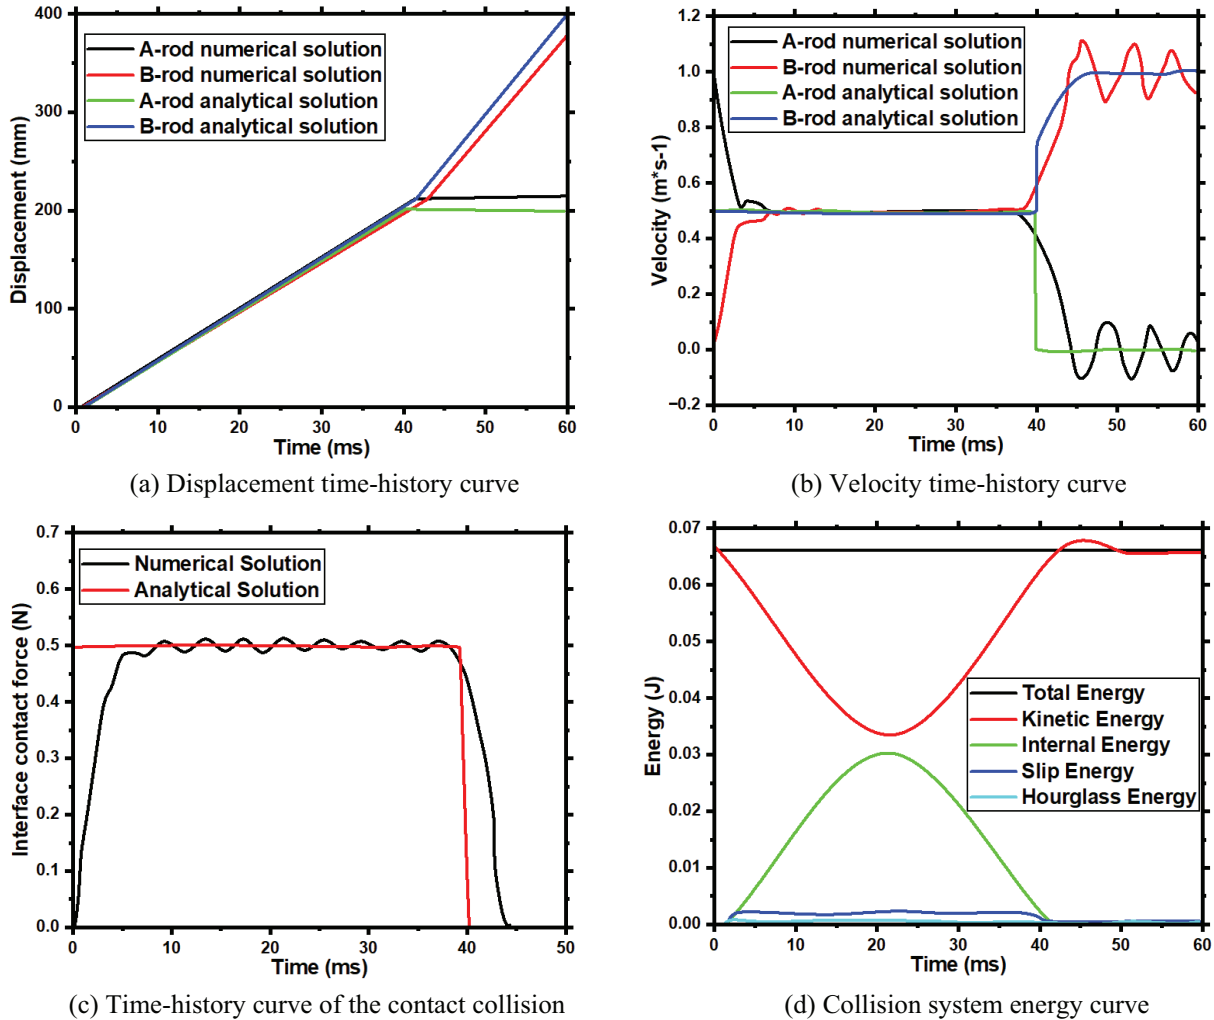 400
300
200
100
0
0
10
20
30
40
50
60
Displacement (mm)
Time (ms)
A-rod numerical solution
B-rod numerical solution
A-rod analytical solution
B-rod analytical solution
(a) Displacement time-history curve
1.2
1.0
0.8
0.6
0.4
0.2
0.0
−0.2
0
10
20
30
40
50
60
Velocity (m*s-1)
Time (ms)
A-rod numerical solution
B-rod numerical solution
A-rod analytical solution
B-rod analytical solution
(b) Velocity time-history curve
0.7
0.6
0.5
0.4
0.3
0.2
0.1
0.0
0
10
20
30
40
50
Interface contact force (N)
Time (ms)
Numerical Solution
Analytical Solution
(c) Time-history curve of the contact collision
0.07
0.06
0.05
0.04
0.03
0.02
0.01
0.00
0
10
20
30
40
50
60
Energy (J)
Time (ms)
Total Energy
Kinetic Energy
Internal Energy
Slip Energy
Hourglass Energy
(d) Collision system energy curve